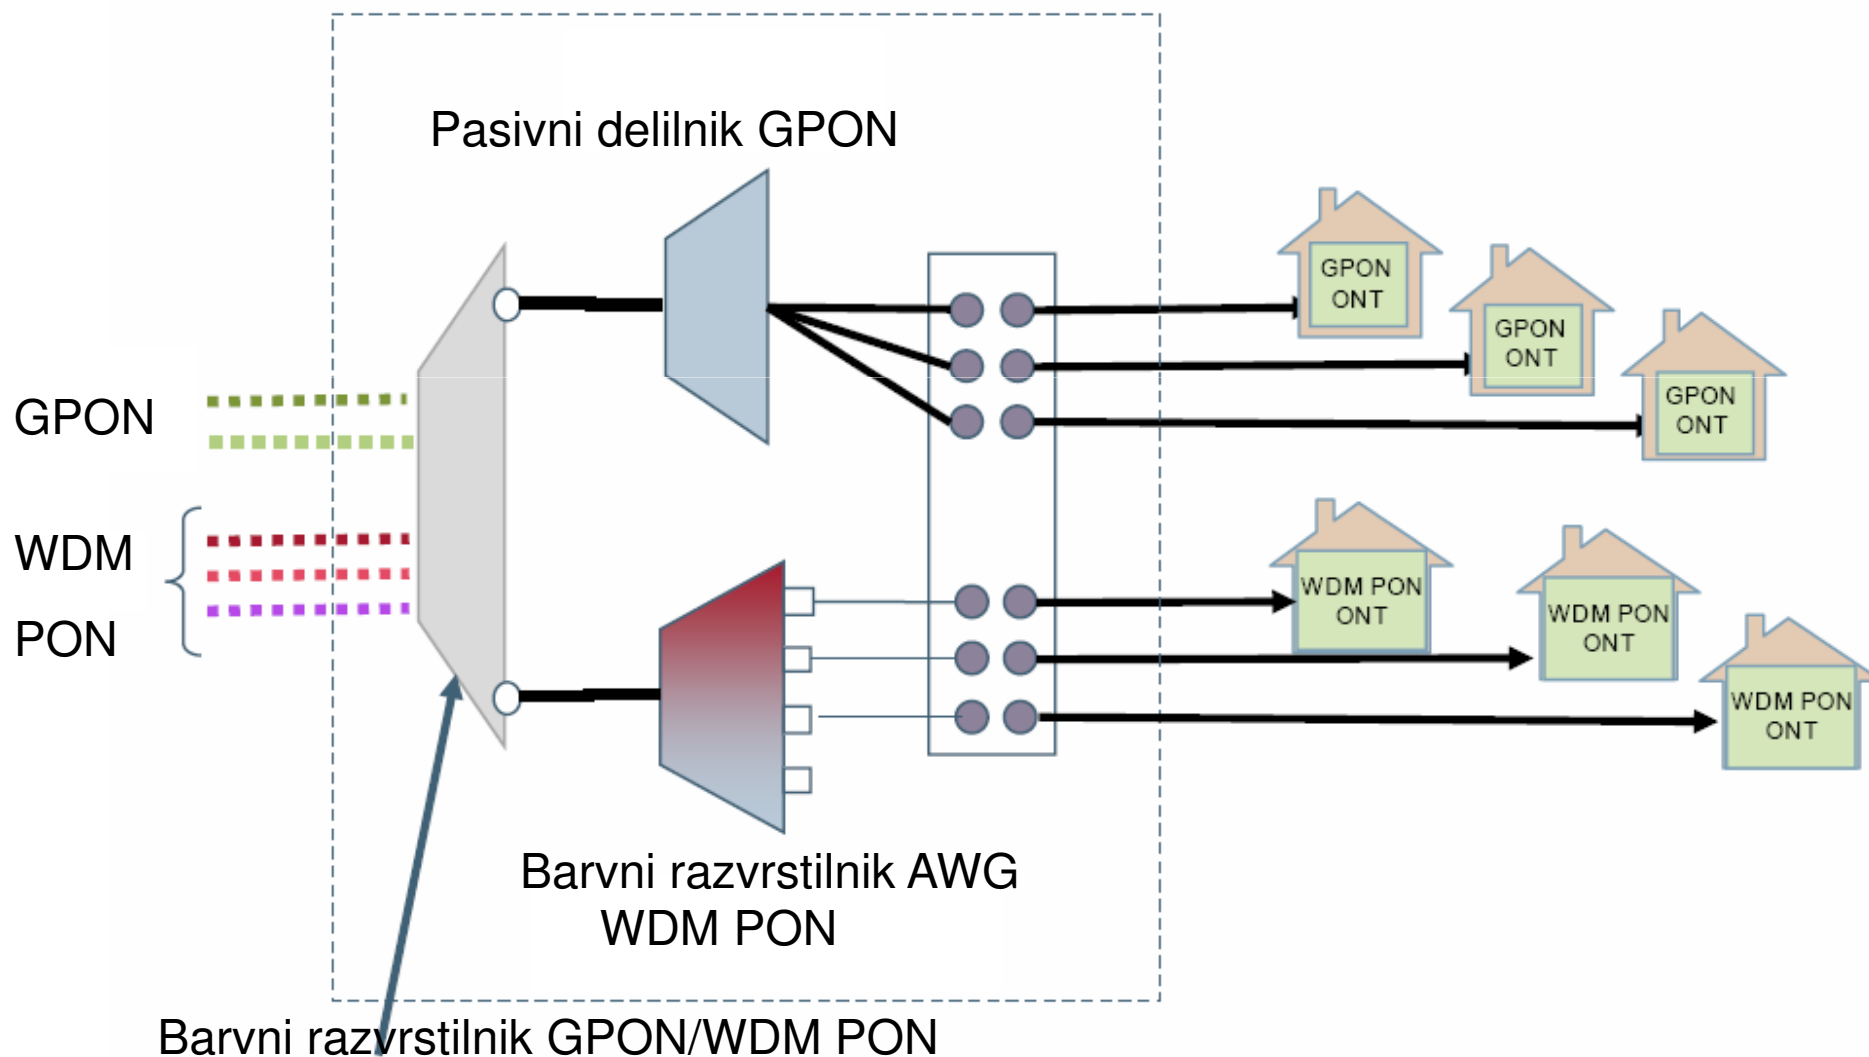 Pasivni delilnik GPON
GPON
ONT
GPON
ONT
GPON
ONT
GPON
WDM
PON
WDM PON
ONT
WDM PON
ONT
WDM PON
ONT
Barvni razvrstilnik AWG
WDM PON
Barvni razvrstilnik GPON/WDM PON